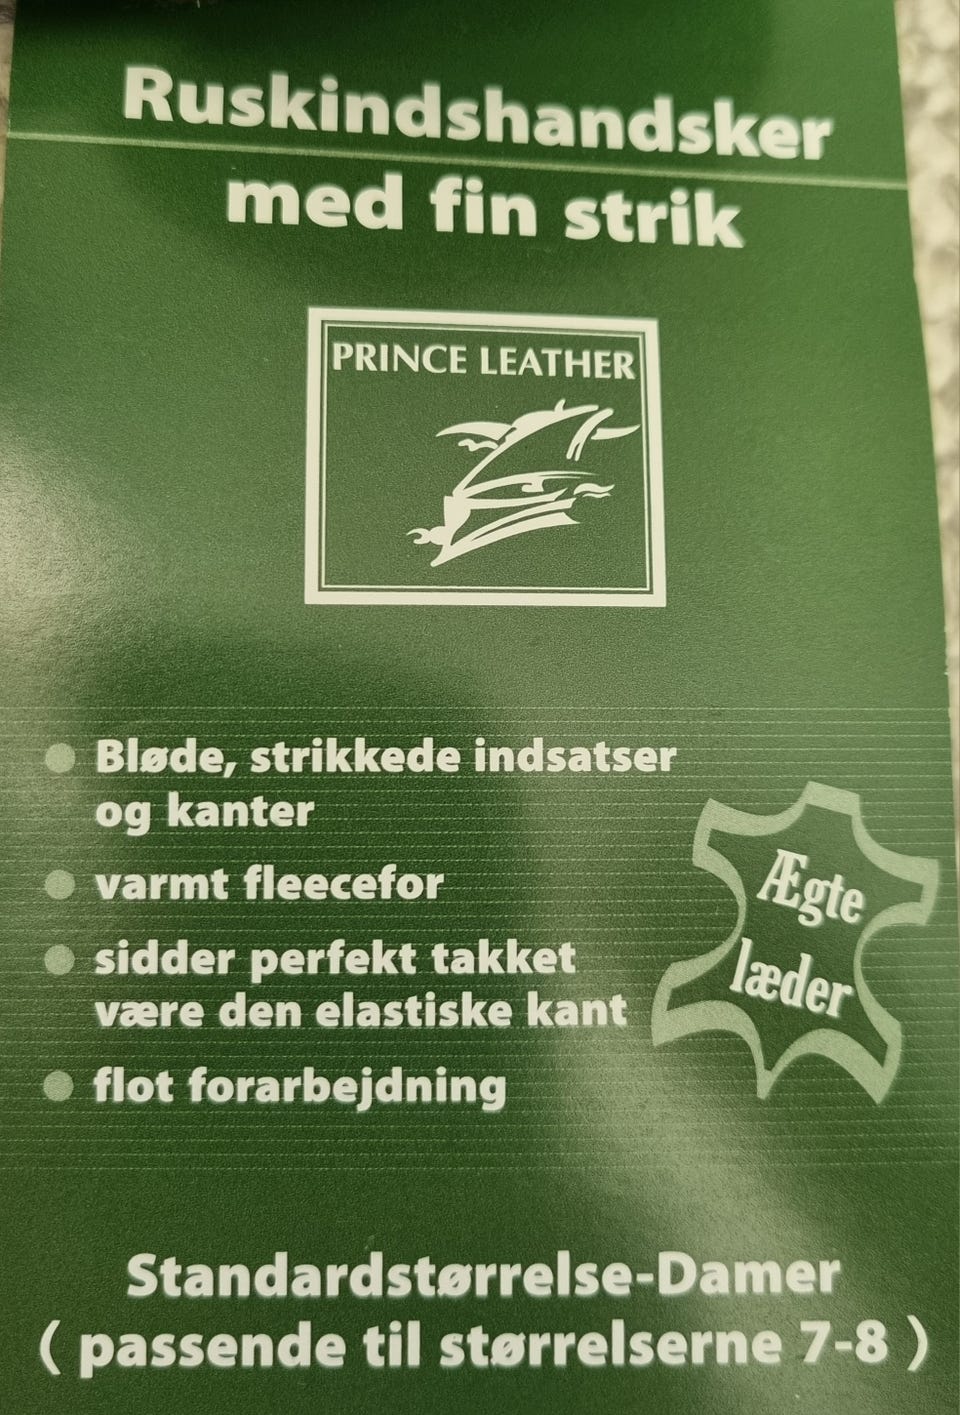 Ruskindshandsker
med fin strik
PRINCE LEATHER
Bløde, strikkede indsatser
og kanter
varmt fleecefor
sidder perfekt takket
være den elastiske kant
flot forarbejdning
Ægte
læder
Standardstørrelse-Damer
( passende til størrelserne 7-8 )